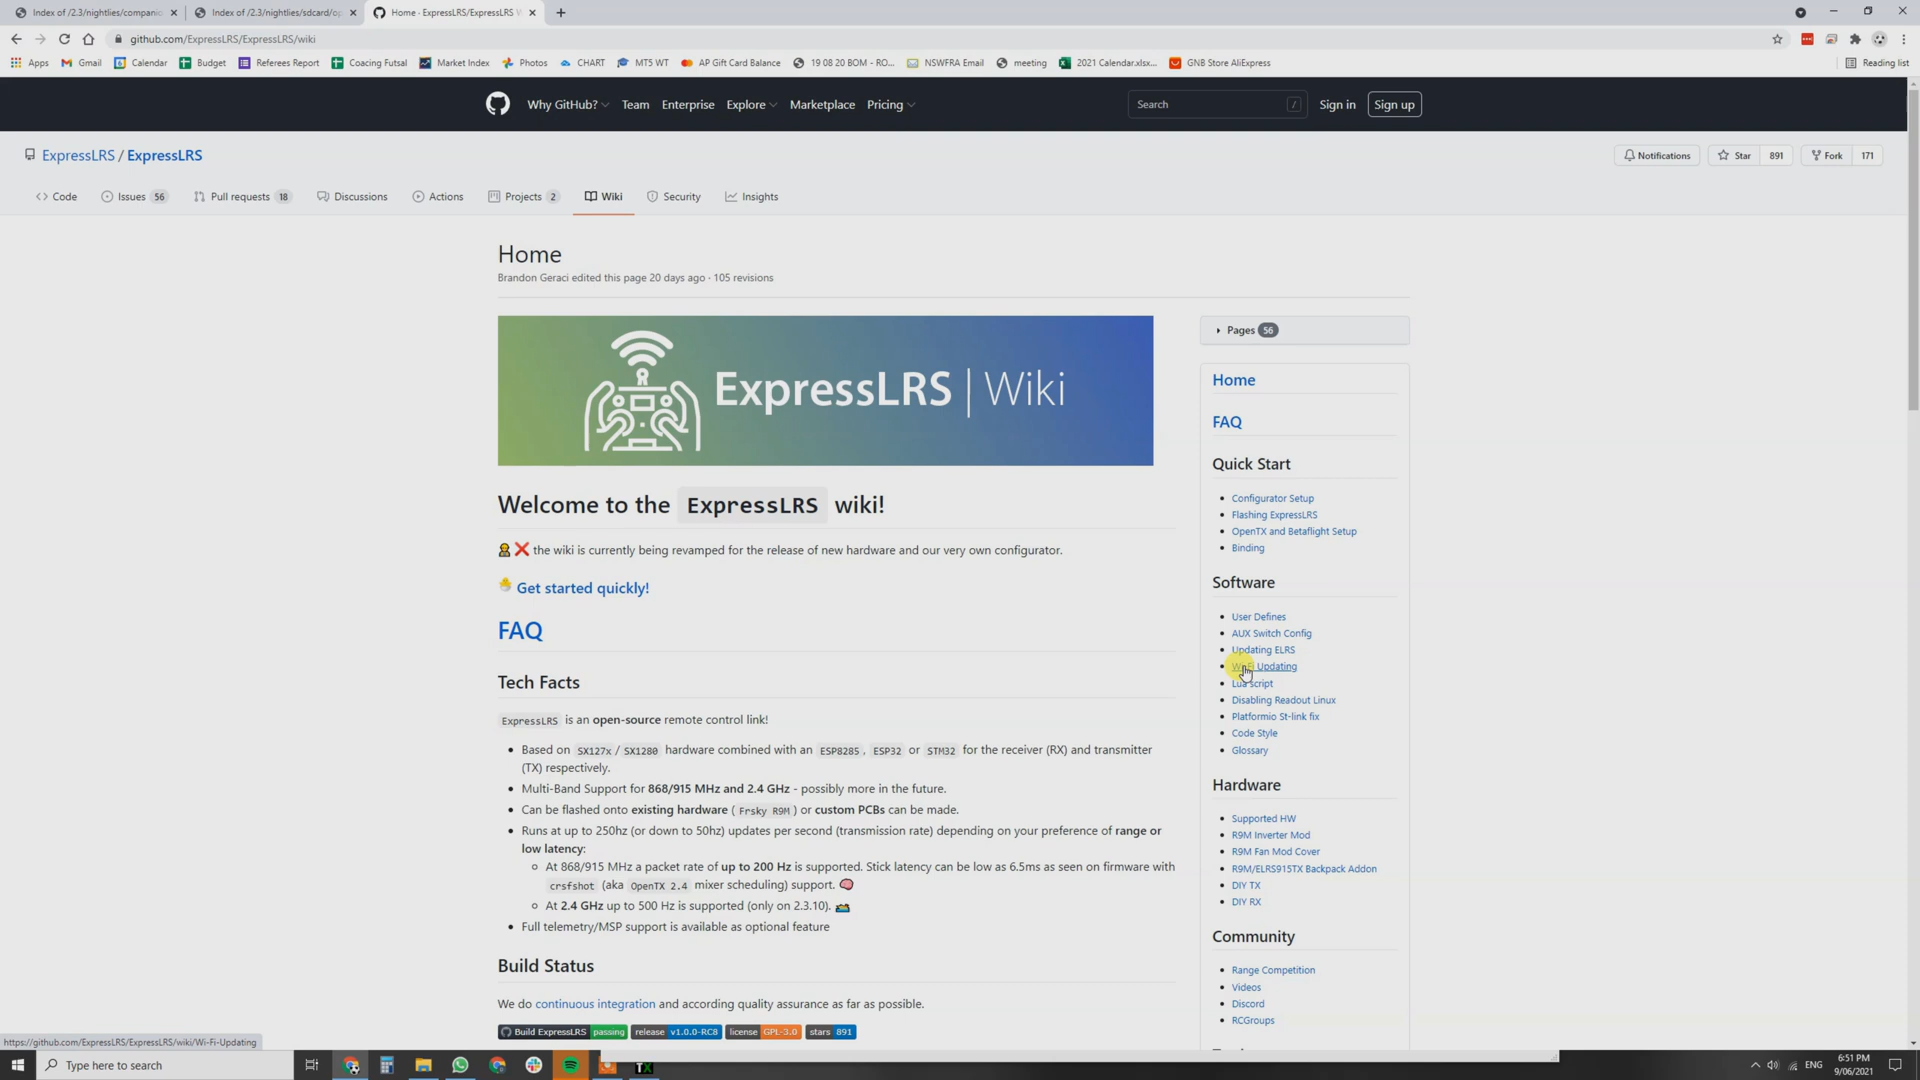 Index of /2.3/nightlies/companio
Index of /2.3/nightlies/sdcard/op
Home · ExpressLRS/ExpressLRS W
github.com/ExpressLRS/ExpressLRS/wiki
Apps
Gmail
Calendar
Budget
Referees Report
Coacing Futsal
Market Index
Photos
CHART
MT5 WT
AP Gift Card Balance
19 08 20 BOM - RO...
NSWFRA Email
meeting
2021 Calendar.xlsx...
GNB Store AliExpress
Reading list
Why GitHub?
Team
Enterprise
Explore
Marketplace
Pricing
Search
/
Sign in
Sign up
ExpressLRS / ExpressLRS
Notifications
Star 891
Fork 171
Code
Issues 56
Pull requests 18
Discussions
Actions
Projects 2
Wiki
Security
Insights
Home
Brandon Geraci edited this page 20 days ago · 105 revisions
ExpressLRS | Wiki
Welcome to the ExpressLRS wiki!
the wiki is currently being revamped for the release of new hardware and our very own configurator.
Get started quickly!
FAQ
Tech Facts
ExpressLRS is an open-source remote control link!
• Based on SX127x / SX1280 hardware combined with an ESP8285, ESP32 or STM32 for the receiver (RX) and transmitter
(TX) respectively.
• Multi-Band Support for 868/915 MHz and 2.4 GHz - possibly more in the future.
• Can be flashed onto existing hardware ( Frsky R9M ) or custom PCBs can be made.
• Runs at up to 250hz (or down to 50hz) updates per second (transmission rate) depending on your preference of range or
low latency:
At 868/915 MHz a packet rate of up to 200 Hz is supported. Stick latency can be low as 6.5ms as seen on firmware with
crsfshot (aka OpenTX 2.4 mixer scheduling) support.
At 2.4 GHz up to 500 Hz is supported (only on 2.3.10).
• Full telemetry/MSP support is available as optional feature
Build Status
We do continuous integration and according quality assurance as far as possible.
Build ExpressLRS passing
release v1.0.0-RC8
license GPL-3.0
stars 891
Pages 56
Home
FAQ
Quick Start
• Configurator Setup
• Flashing ExpressLRS
• OpenTX and Betaflight Setup
• Binding
Software
• User Defines
• AUX Switch Config
• Updating ELRS
• Updating
• Lua script
• Disabling Readout Linux
• Platformio St-link fix
• Code Style
• Glossary
Hardware
• Supported HW
• R9M Inverter Mod
• R9M Fan Mod Cover
• R9M/ELRS915TX Backpack Addon
• DIY TX
• DIY RX
Community
• Range Competition
• Videos
• Discord
• RCGroups
https://github.com/ExpressLRS/ExpressLRS/wiki/Wi-Fi-Updating
Type here to search
TX
ENG
6:51 PM
9/06/2021